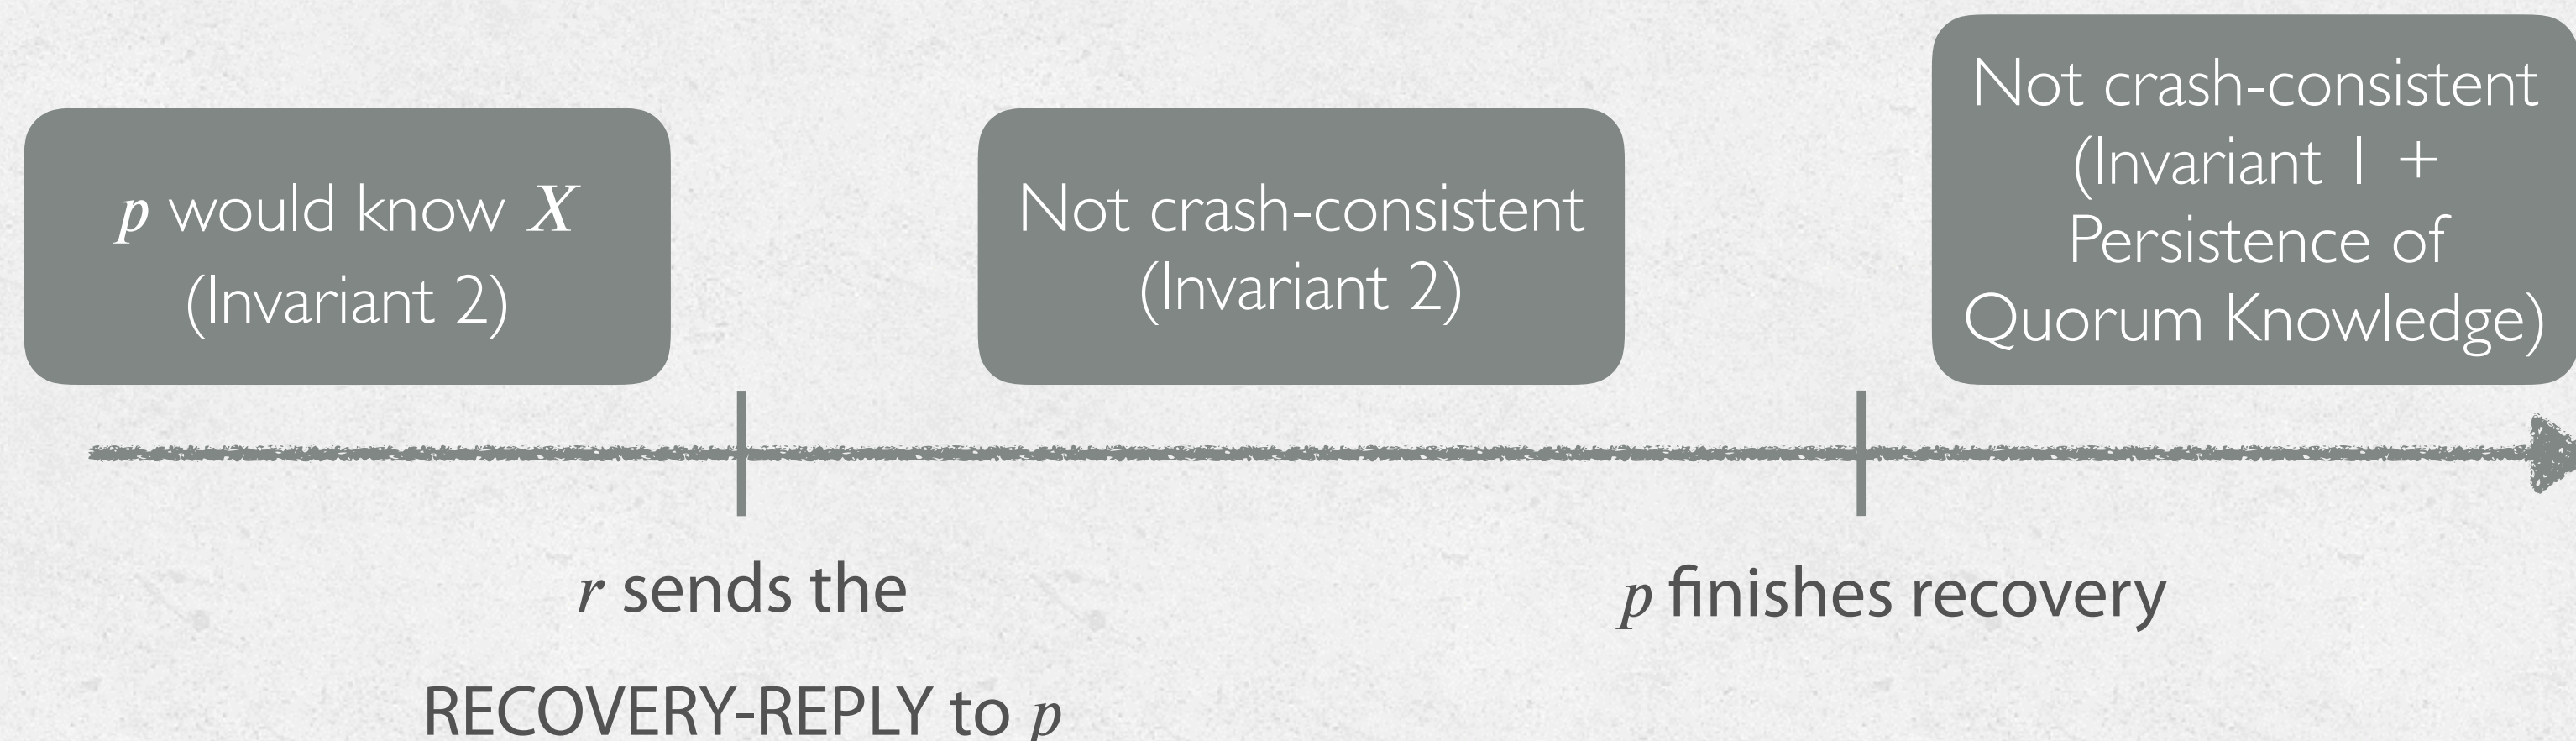 p would know X
(Invariant 2)
Not crash-consistent
(Invariant 2)
Not crash-consistent
(Invariant 1 +
Persistence of
Quorum Knowledge)
r sends the
RECOVERY-REPLY to p
p finishes recovery